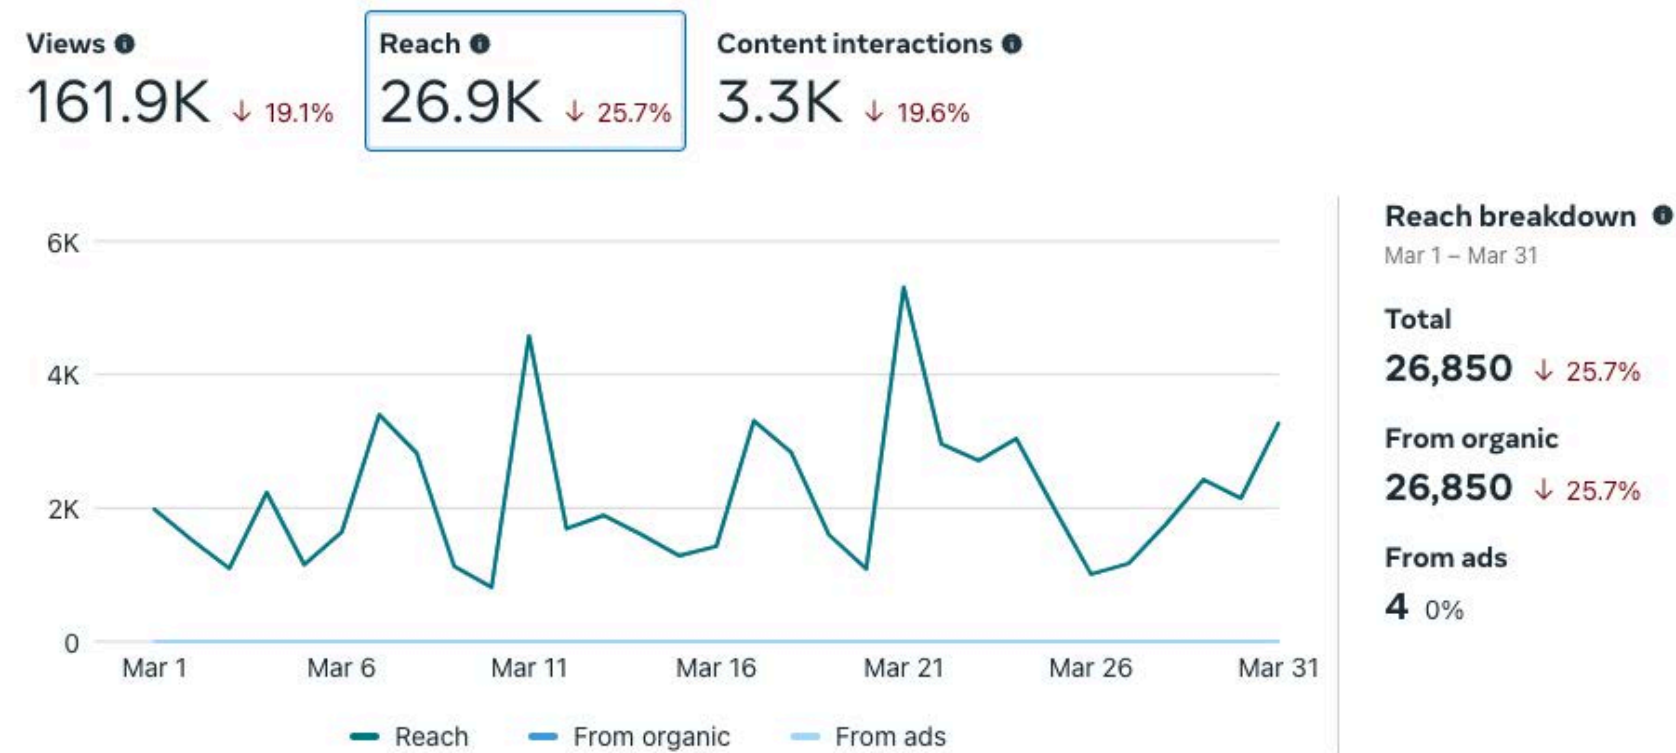 Views
161.9K ↓ 19.1%
Reach
26.9K ↓ 25.7%
Content interactions
3.3K ↓ 19.6%
6K
4K
2K
0
Mar 1 Mar 6 Mar 11 Mar 16 Mar 21 Mar 26 Mar 31
Reach From organic From ads
Reach breakdown
Mar 1 – Mar 31
Total
26,850 ↓ 25.7%
From organic
26,850 ↓ 25.7%
From ads
4 0%